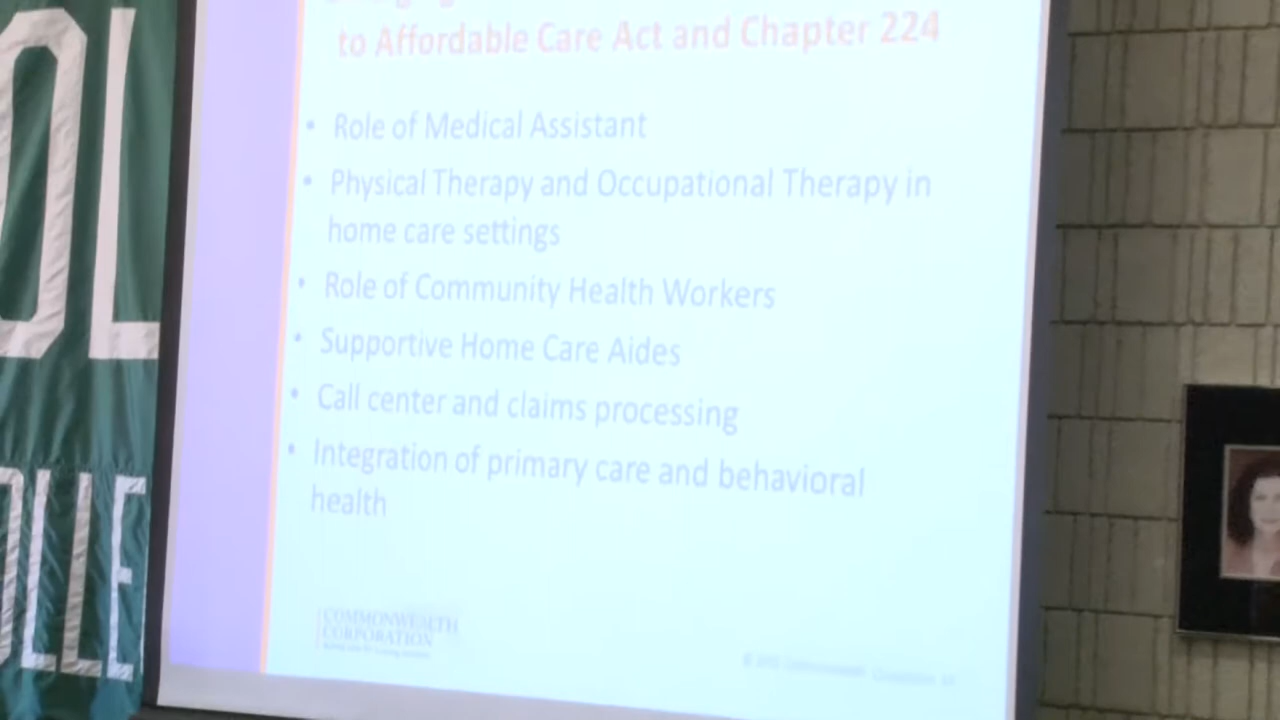 OL
OLLE
to Affordable Care Act and Chapter 224
• Role of Medical Assistant
• Physical Therapy and Occupational Therapy in
home care settings
• Role of Community Health Workers
• Supportive Home Care Aides
• Call center and claims processing
• Integration of primary care and behavioral
health
COMMONWEALTH
CORPORATION